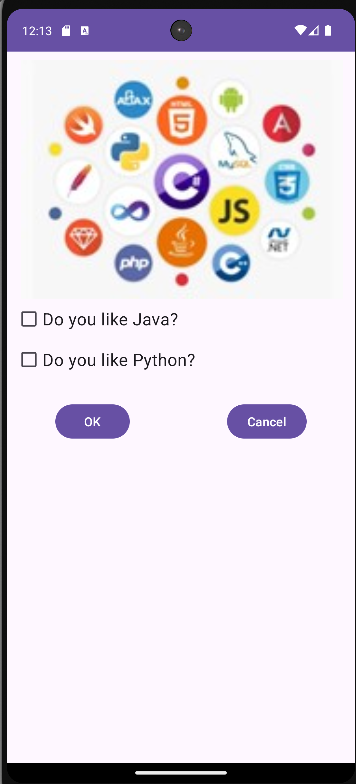 12:13
A
AJAX
HTML
5
A
MySQL
CSS
3
C
JS
.NET
php
C++
Do you like Java?
Do you like Python?
OK
Cancel